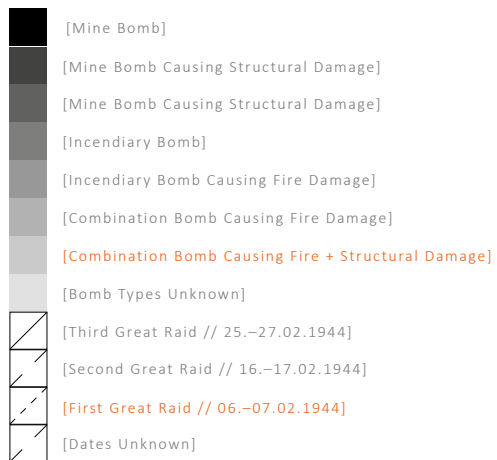 [Mine Bomb]
[Mine Bomb Causing Structural Damage]
[Mine Bomb Causing Structural Damage]
[Incendiary Bomb]
[Incendiary Bomb Causing Fire Damage]
[Combination Bomb Causing Fire Damage]
[Combination Bomb Causing Fire + Structural Damage]
[Bomb Types Unknown]
[Third Great Raid // 25.–27.02.1944]
[Second Great Raid // 16.–17.02.1944]
[First Great Raid // 06.–07.02.1944]
[Dates Unknown]